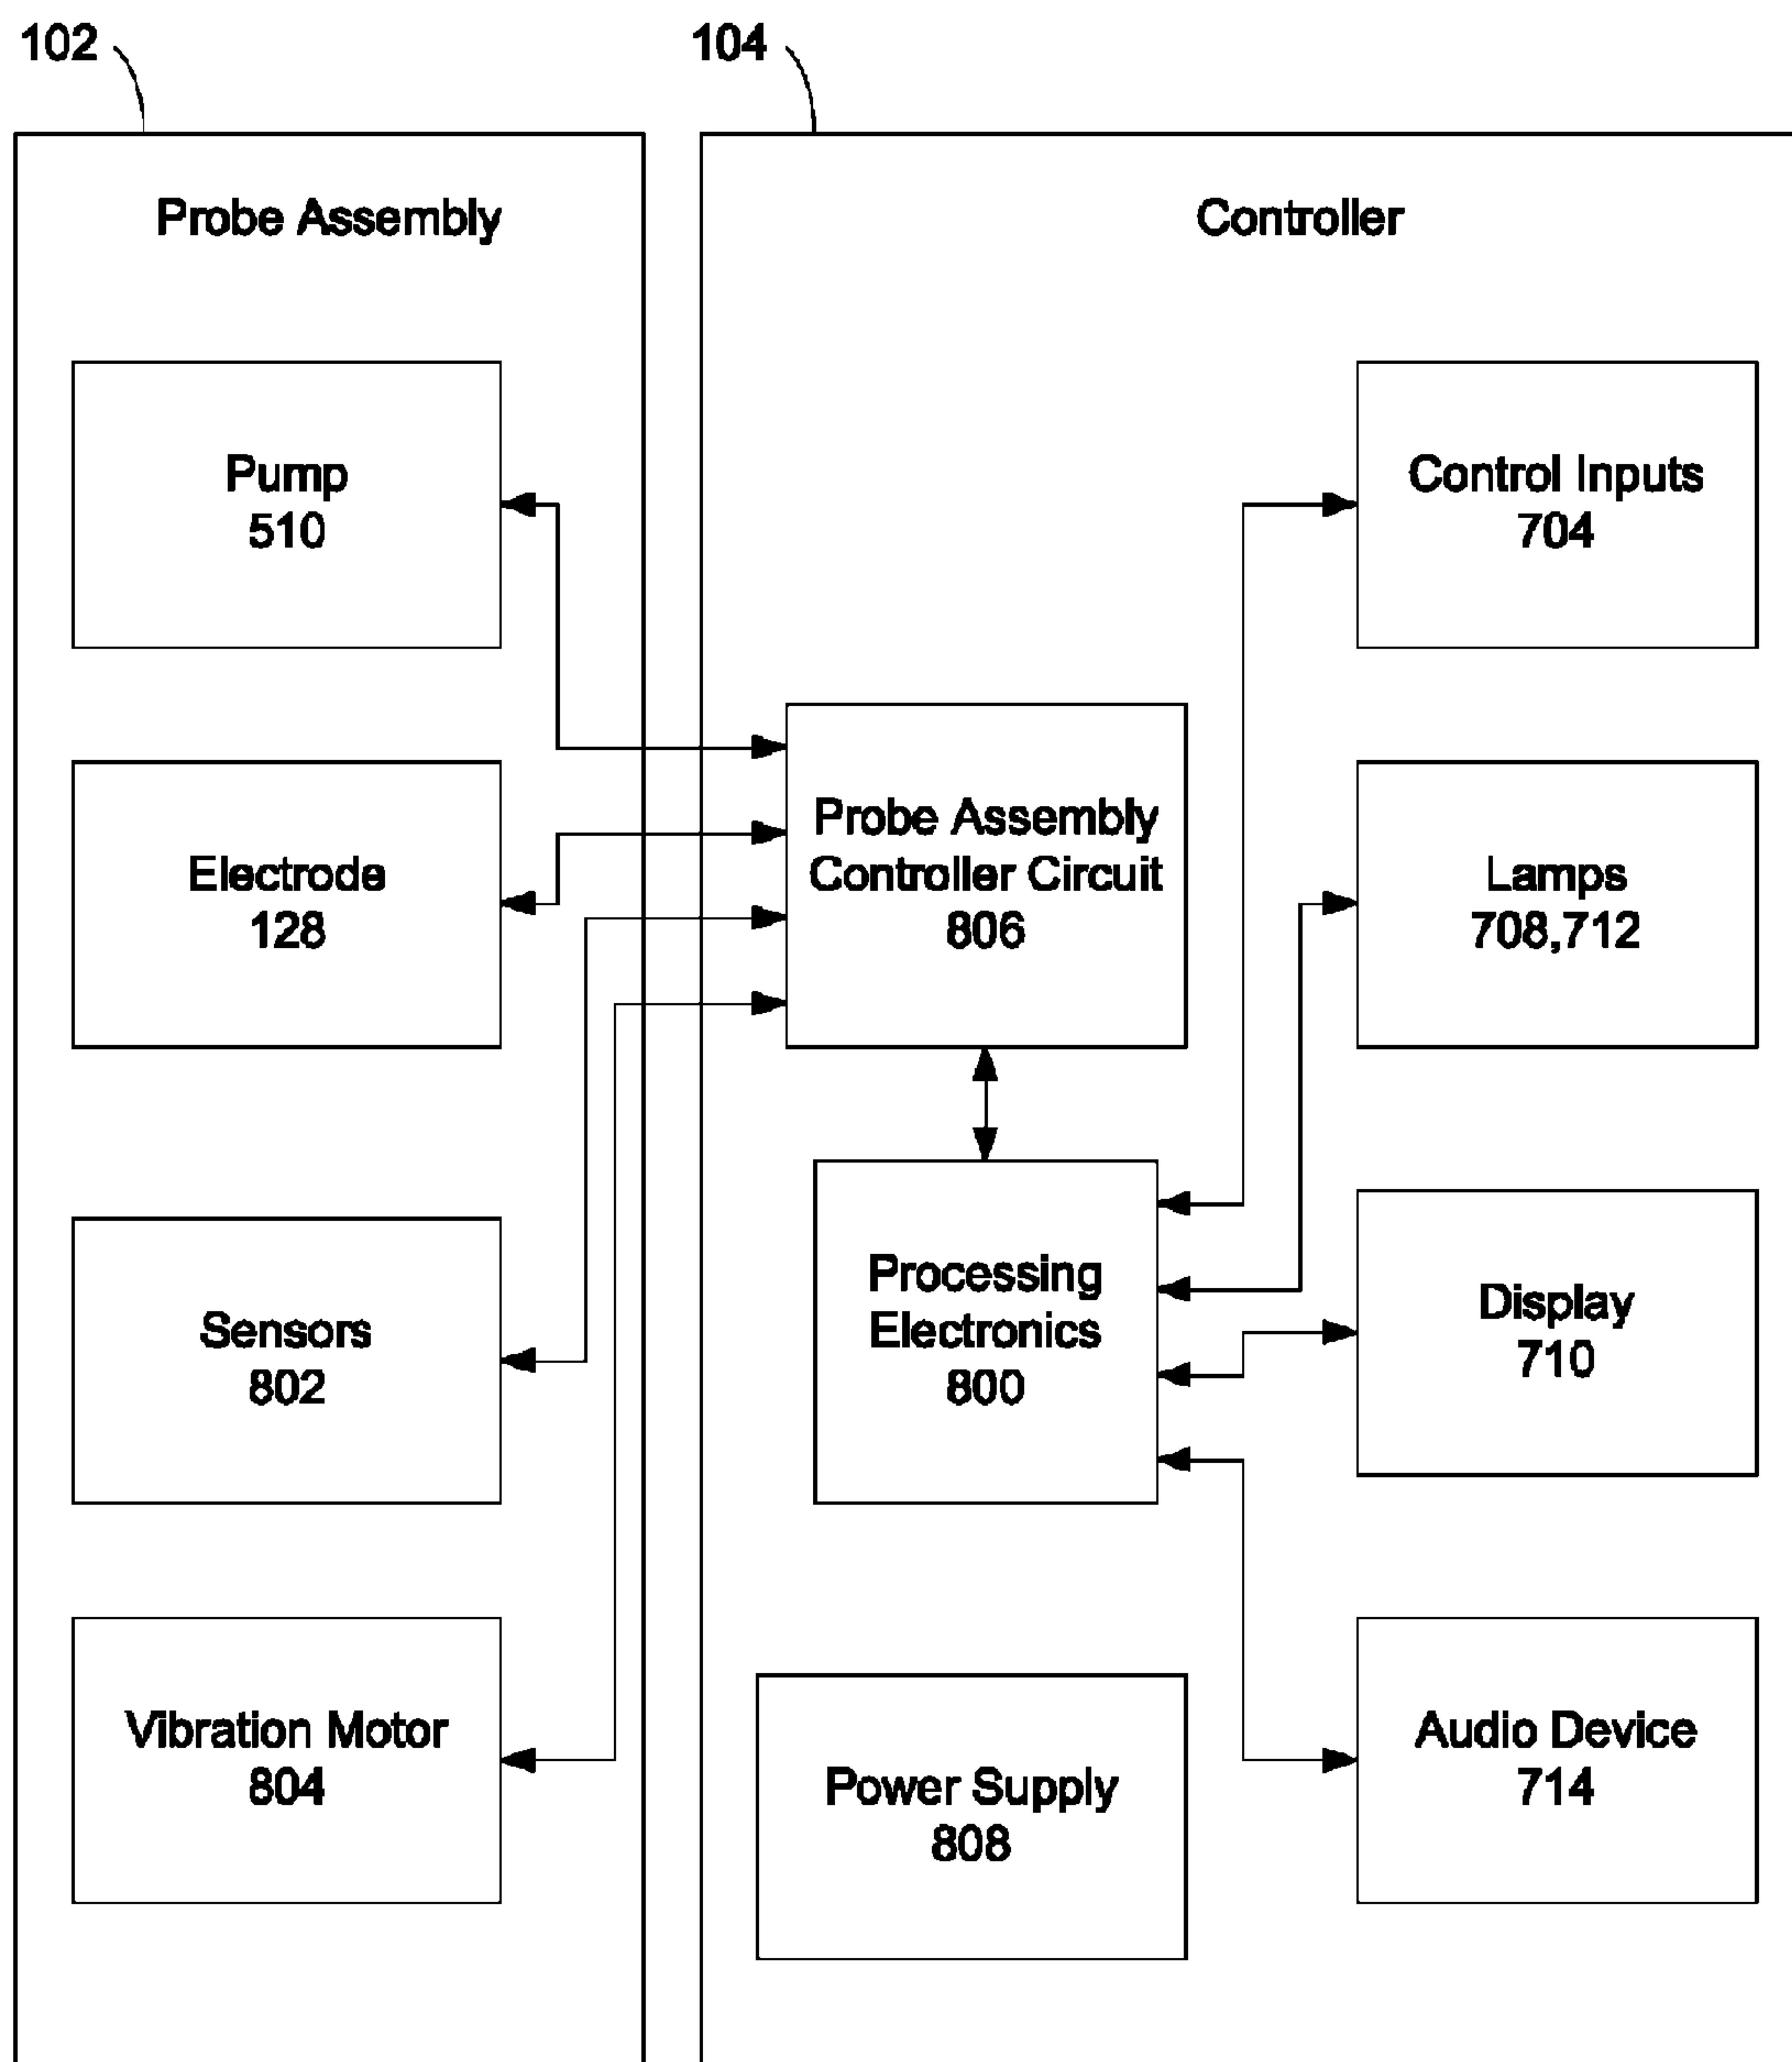 102
104
Probe Assembly
Controller
Pump
510
Control Inputs
704
Probe Assembly
Controller Circuit
806
Electrode
128
Lamps
708,712
Processing
Electronics
800
Sensors
802
Display
710
Vibration Motor
804
Power Supply
808
Audio Device
714